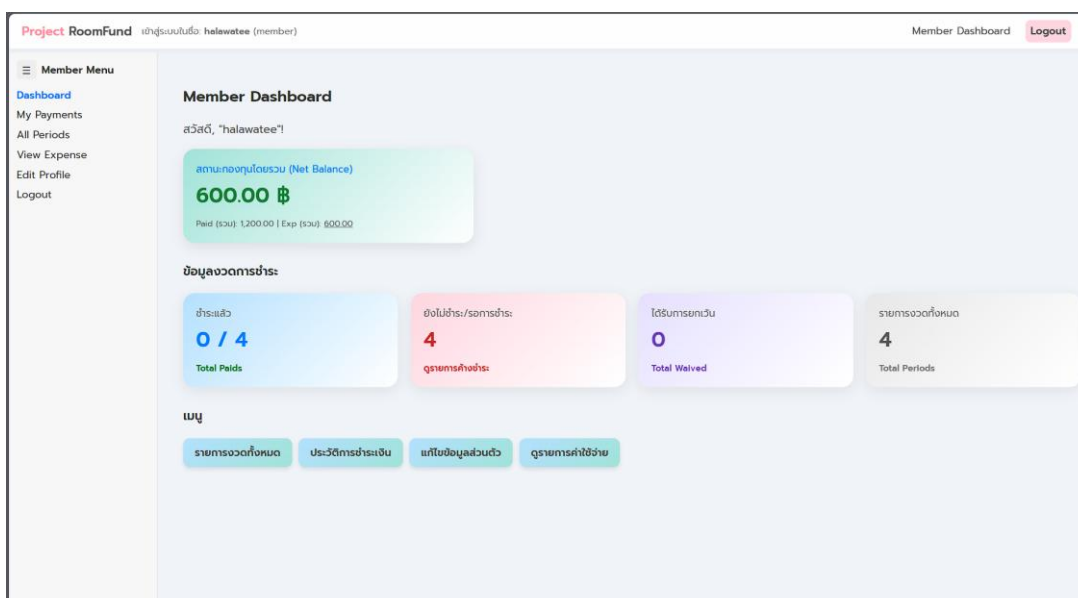 Project RoomFund เข้าสู่ระบบในชื่อ: halawatee (member) Member Dashboard Logout
☰ Member Menu
Dashboard
My Payments
All Periods
View Expense
Edit Profile
Logout
Member Dashboard
สวัสดี, "halawatee"!
สถานะกองทุนโดยรวม (Net Balance)
600.00 ฿
Paid (รวม): 1,200.00 | Exp (รวม): 600.00
ข้อมูลงวดการชำระ
ชำระแล้ว
0 / 4
Total Paids
ยังไม่ชำระ/รอการชำระ
4
ดูรายการค้างชำระ
ได้รับการยกเว้น
0
Total Waived
รายการงวดทั้งหมด
4
Total Periods
เมนู
รายการงวดทั้งหมด ประวัติการชำระเงิน แก้ไขข้อมูลส่วนตัว ดูรายการค่าใช้จ่าย